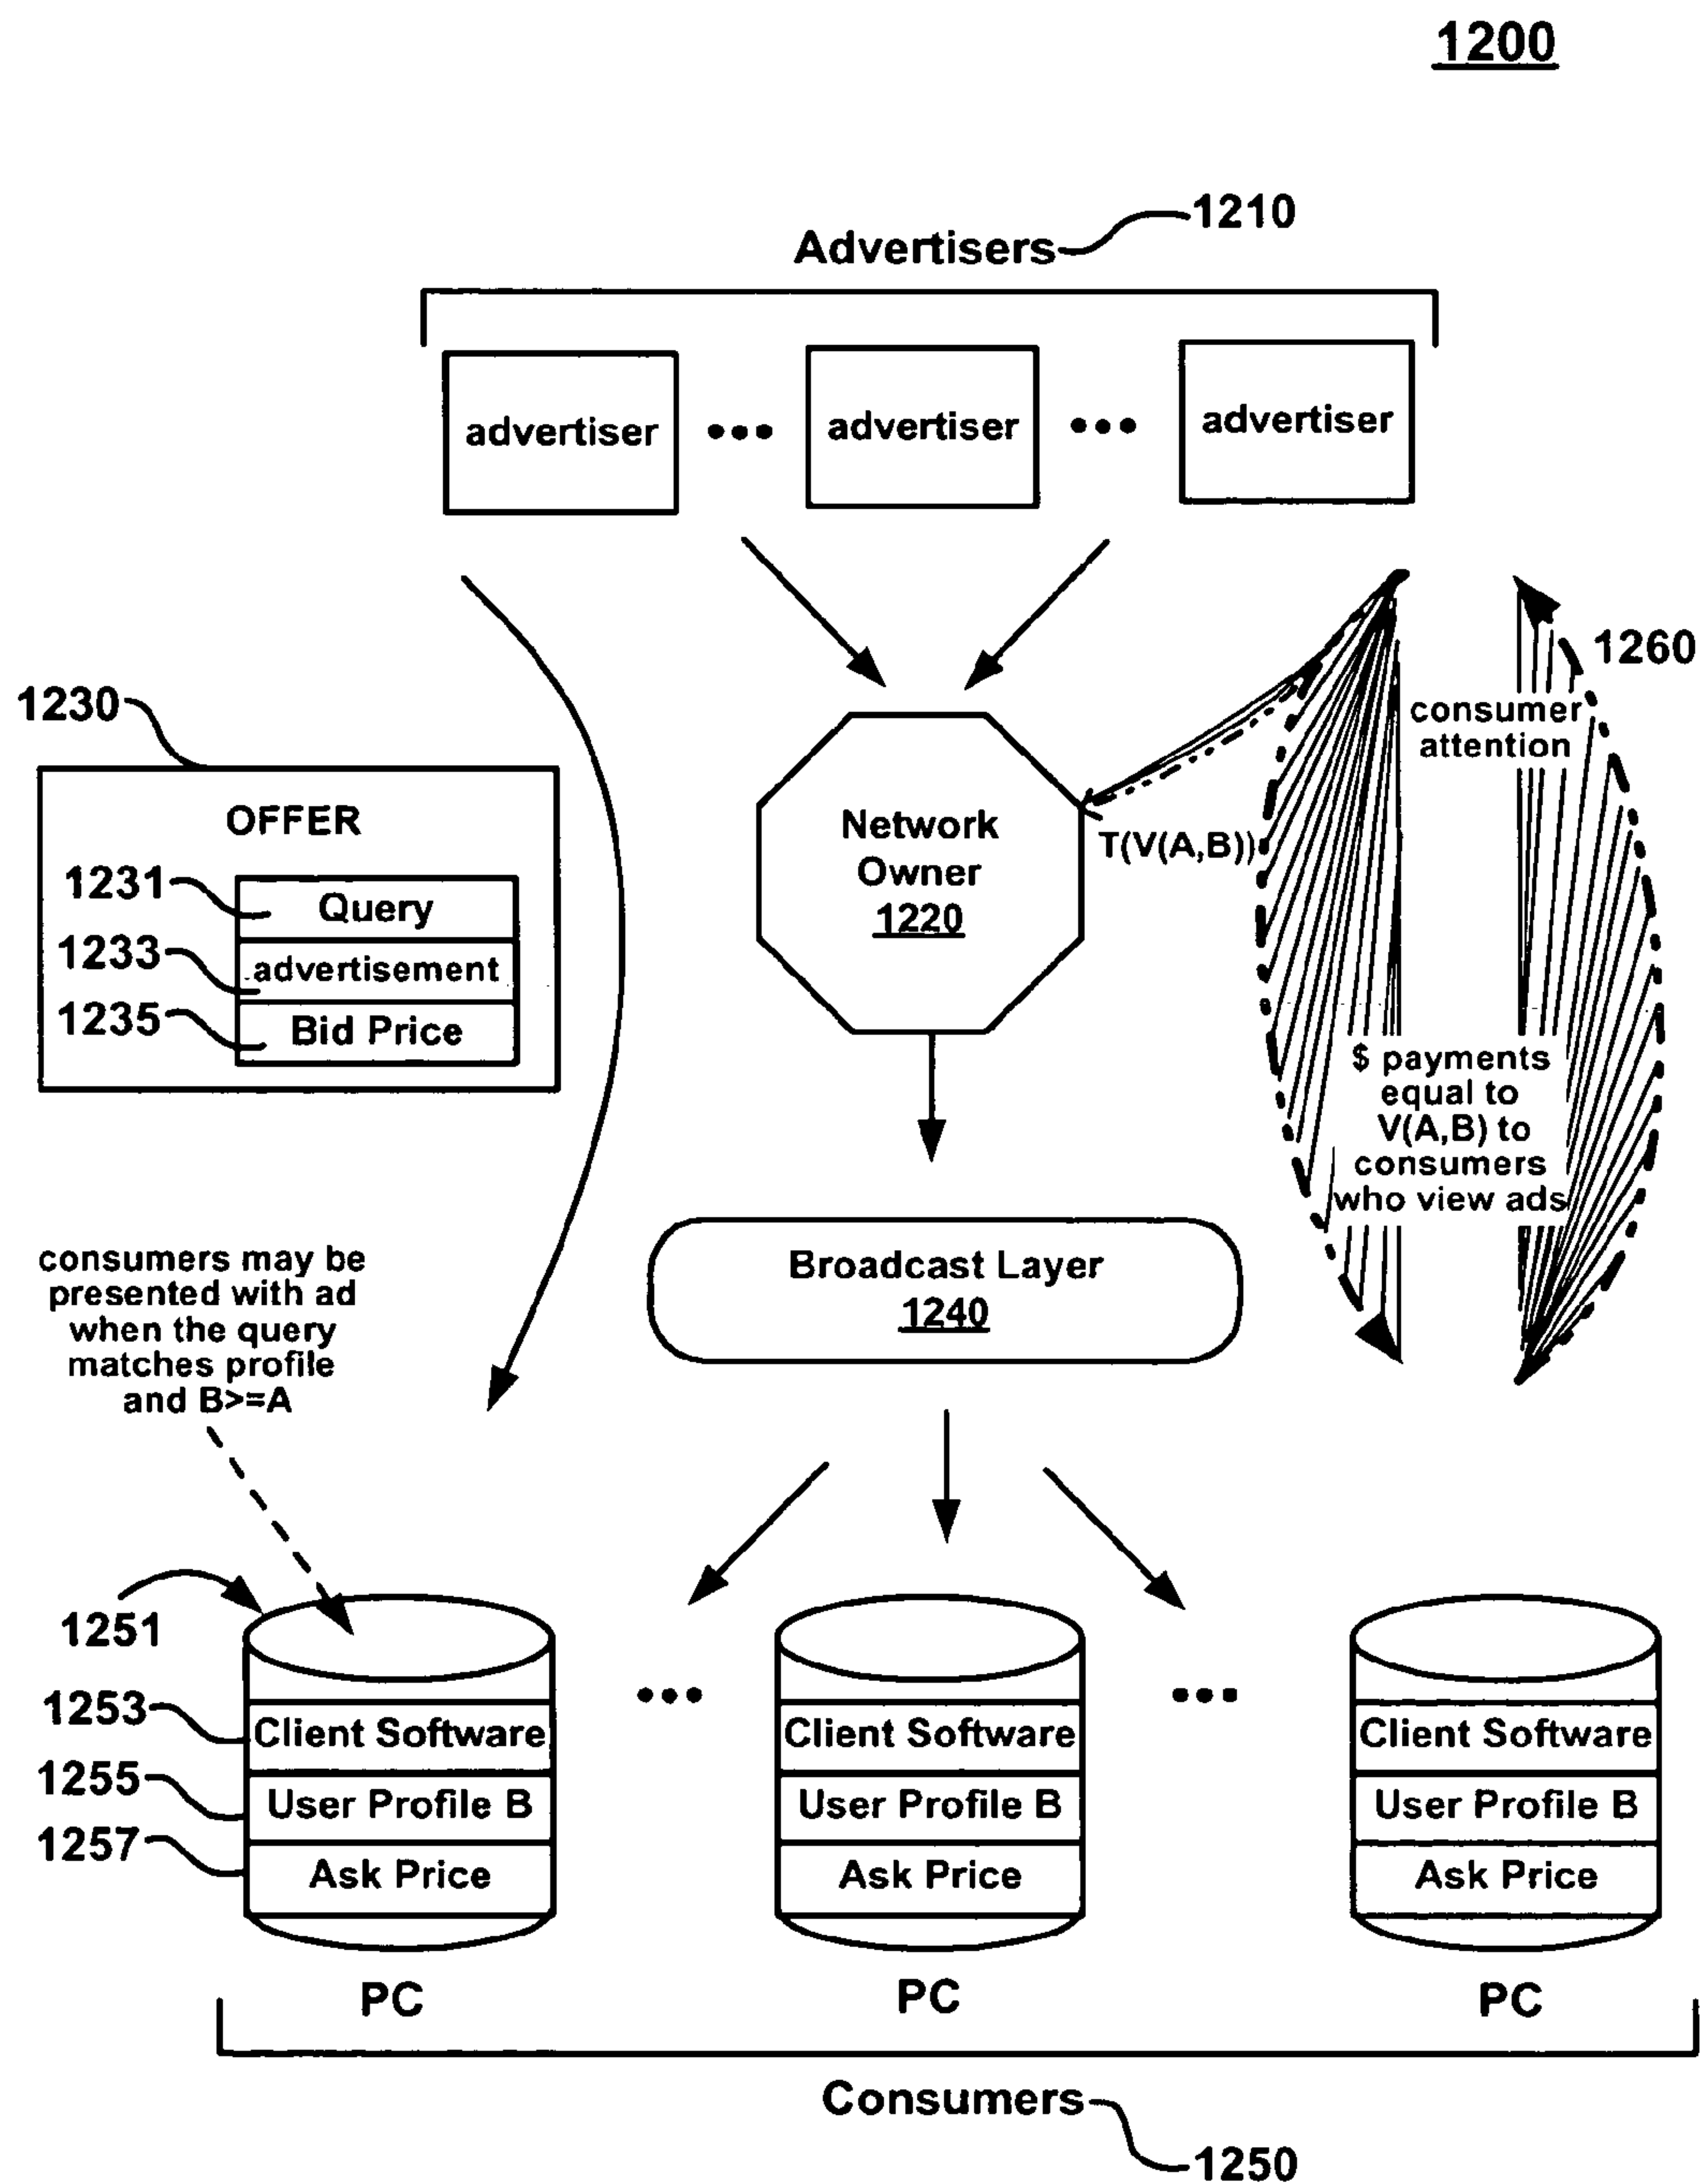 1200
Advertisers
1210
advertiser
advertiser
advertiser
1260
consumer
attention
1230
OFFER
1231
Query
1233
advertisement
1235
Bid Price
Network
Owner
1220
T(V(A,B))
$ payments
equal to
V(A,B) to
consumers
who view ads
Broadcast Layer
1240
consumers may be
presented with ad
when the query
matches profile
and B>=A
1251
1253
Client Software
Client Software
Client Software
1255
User Profile B
User Profile B
User Profile B
1257
Ask Price
Ask Price
Ask Price
PC
PC
PC
Consumers
1250